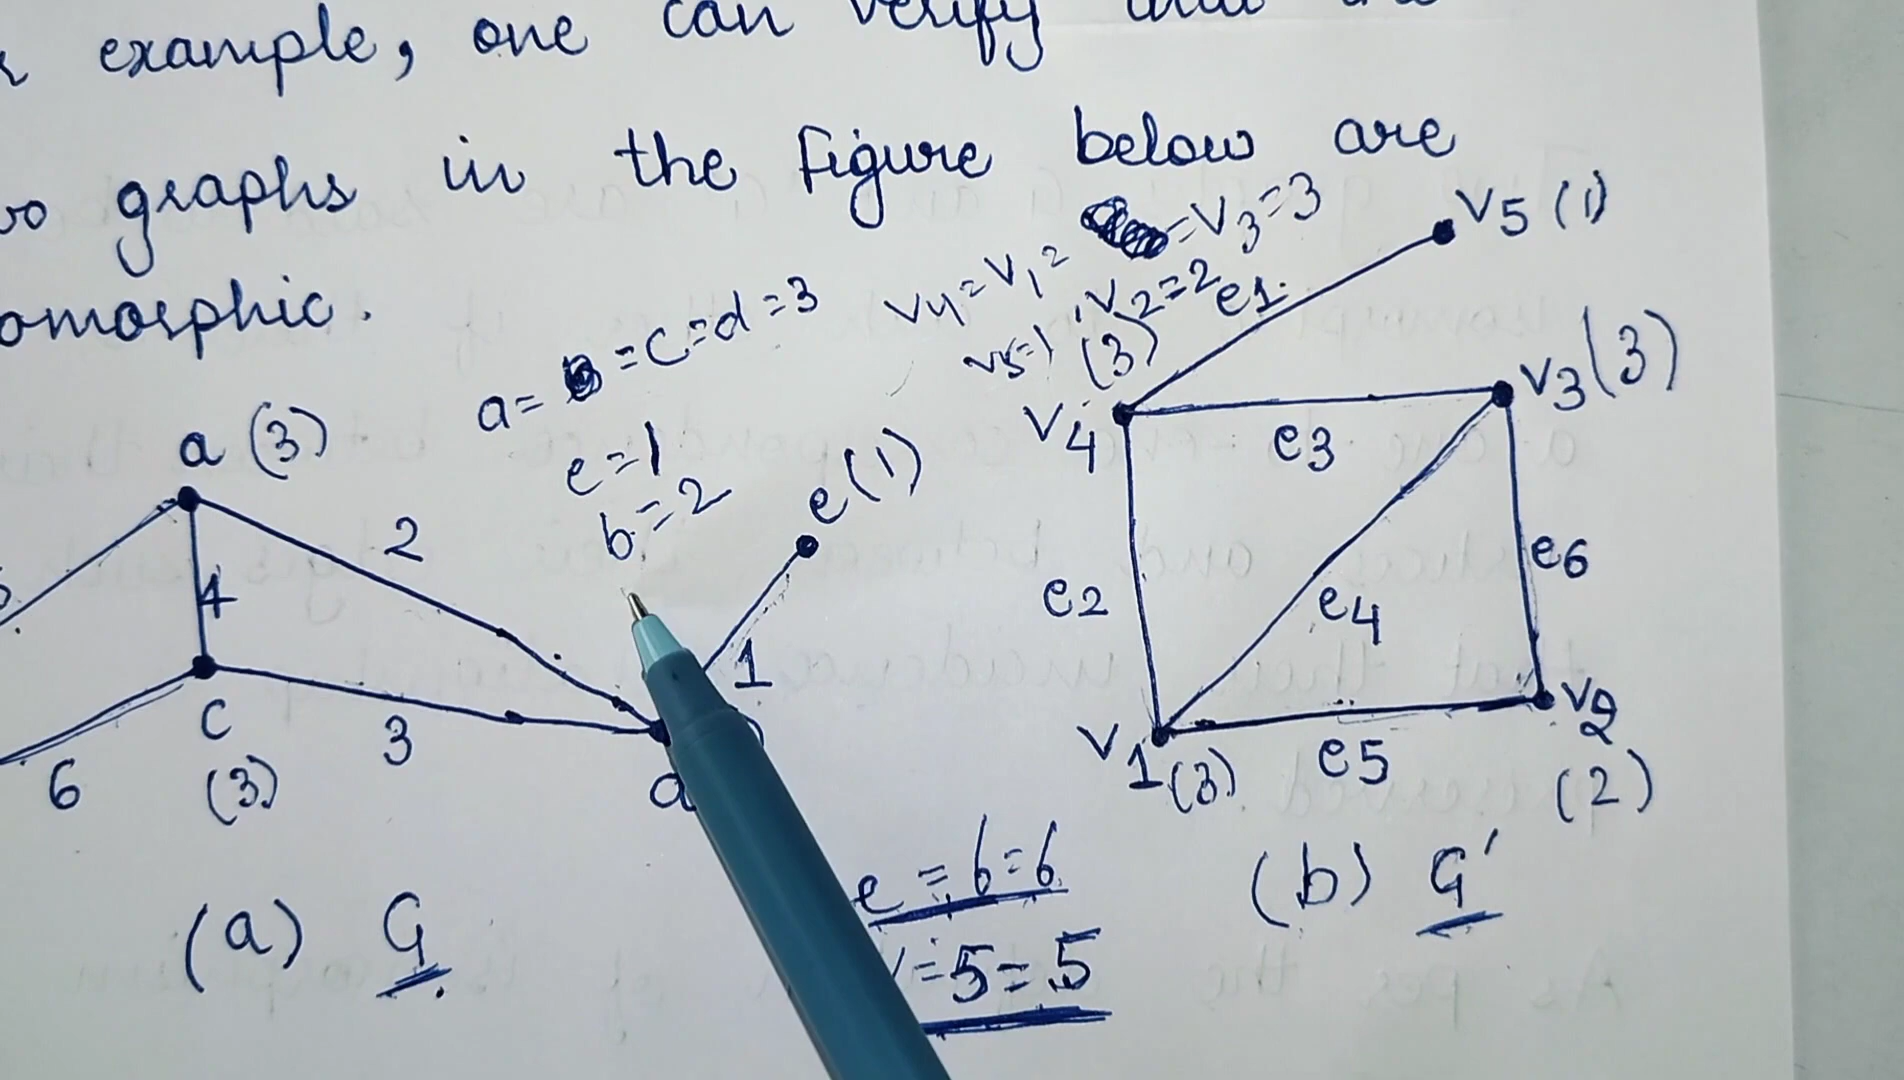 example, one can verify that the
graphs in the figure below are
omorphic.
= V3 = 3
V4 = V1 =
V5 = 1, V2 = 2
a = = c = d = 3
e = 1
b = 2
a (3)
2
4
c
(3)
3
6
d
e (1)
1
(a) G
e = 6 = 6
V = 5 = 5
V5 (1)
e1
(3)
V4
V3 (3)
e3
e2
e4
e6
V1 (3)
e5
V2
(2)
(b) G'